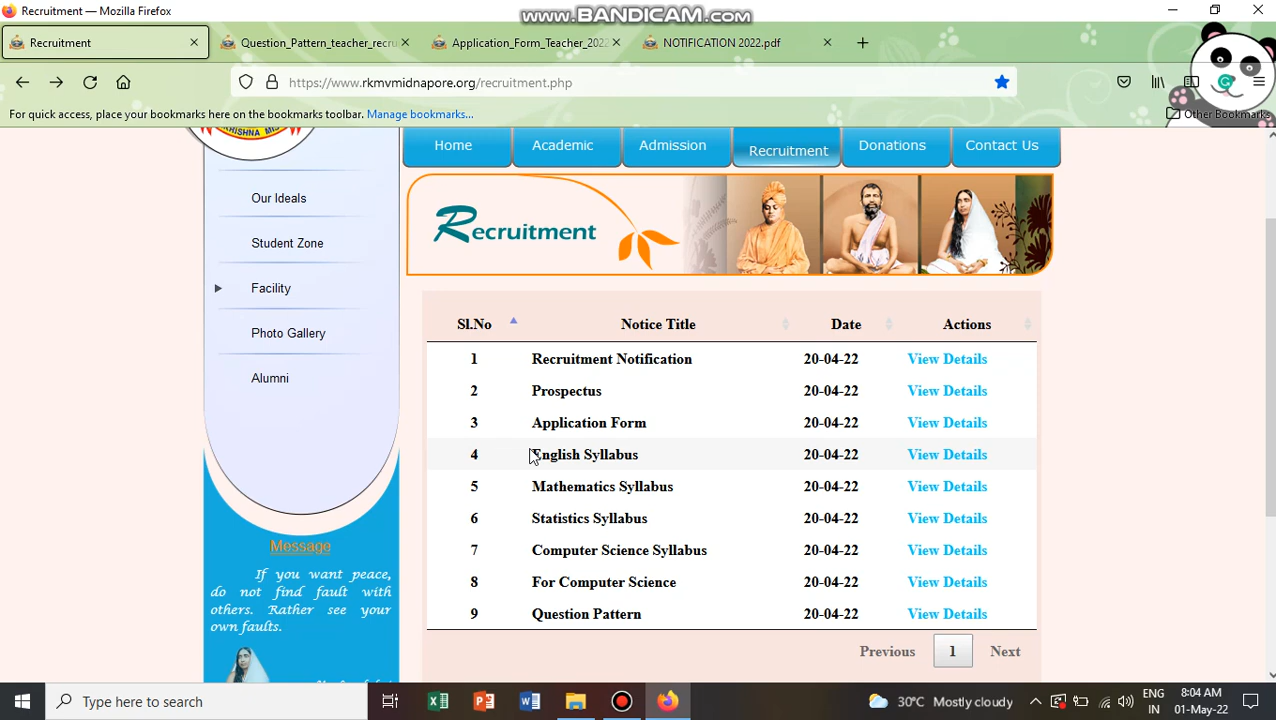 Recruitment — Mozilla Firefox
www.BANDICAM.com
Recruitment
Question_Pattern_teacher_recru
Application_Form_Teacher_2022
NOTIFICATION 2022.pdf
https://www.rkmvmidnapore.org/recruitment.php
For quick access, place your bookmarks here on the bookmarks toolbar. Manage bookmarks...
Other Bookmarks
Home
Academic
Admission
Recruitment
Donations
Contact Us
Our Ideals
Student Zone
Facility
Photo Gallery
Alumni
Recruitment
Sl.No Notice Title Date Actions
1 Recruitment Notification 20-04-22 View Details
2 Prospectus 20-04-22 View Details
3 Application Form 20-04-22 View Details
4 English Syllabus 20-04-22 View Details
5 Mathematics Syllabus 20-04-22 View Details
6 Statistics Syllabus 20-04-22 View Details
7 Computer Science Syllabus 20-04-22 View Details
8 For Computer Science 20-04-22 View Details
9 Question Pattern 20-04-22 View Details
Previous 1 Next
Message
If you want peace,
do not find fault with
others. Rather see your
own faults.
Type here to search
30°C Mostly cloudy
ENG
IN
8:04 AM
01-May-22